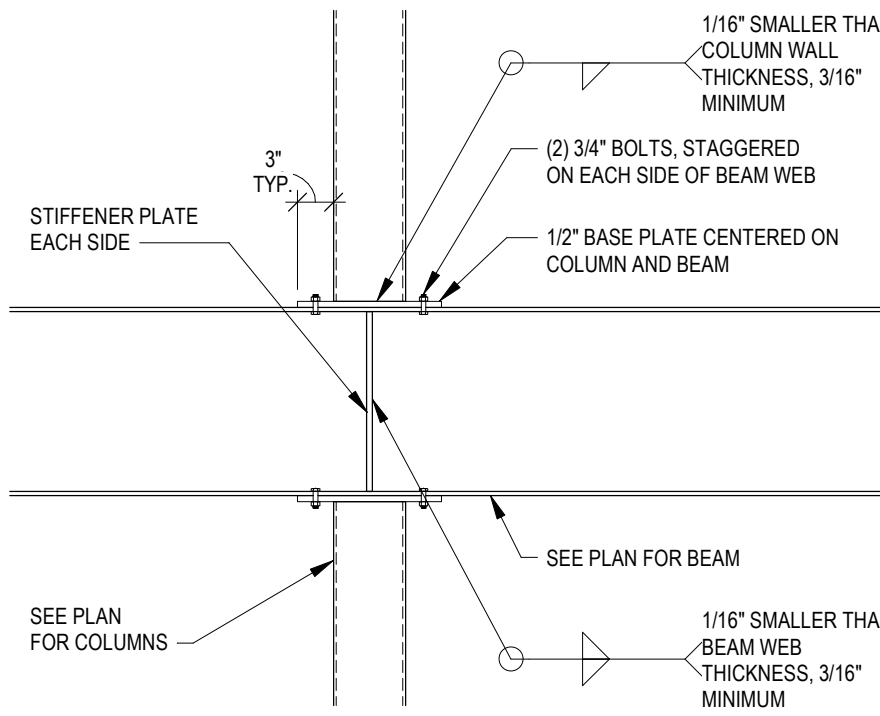 1/16" SMALLER THA
COLUMN WALL
THICKNESS, 3/16"
MINIMUM
(2) 3/4" BOLTS, STAGGERED
ON EACH SIDE OF BEAM WEB
3"
TYP.
STIFFENER PLATE
EACH SIDE
1/2" BASE PLATE CENTERED ON
COLUMN AND BEAM
SEE PLAN FOR BEAM
SEE PLAN
FOR COLUMNS
1/16" SMALLER THA
BEAM WEB
THICKNESS, 3/16"
MINIMUM